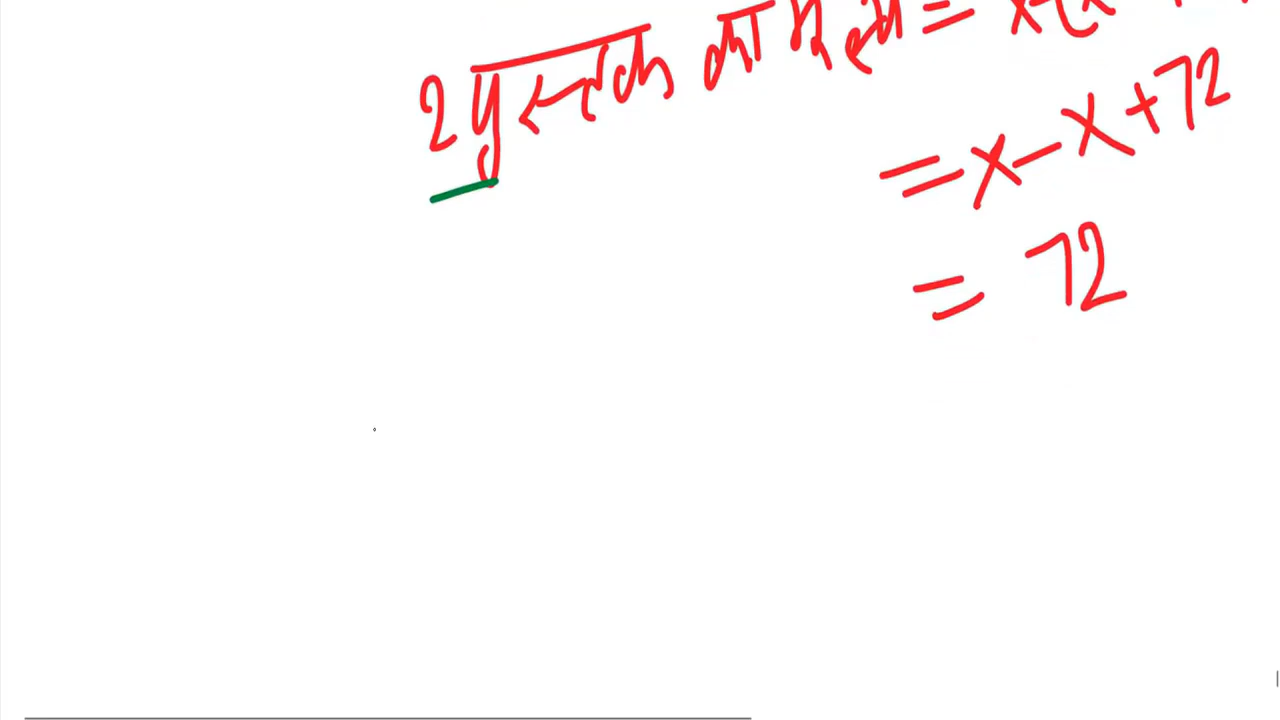 2 पुस्तक का मूल्य = x-(x
= x - x + 72
= 72